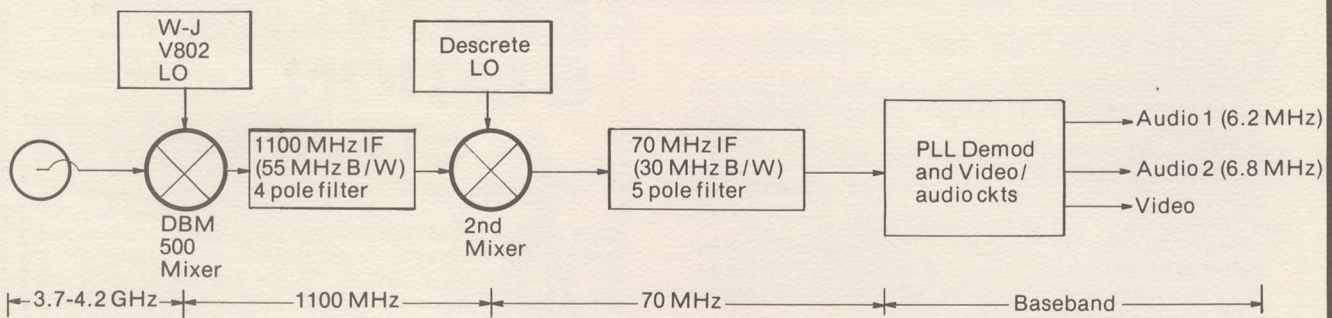 W-J
V802
LO
Descrete
LO
1100 MHz IF
(55 MHz B/W)
4 pole filter
70 MHz IF
(30 MHz B/W)
5 pole filter
PLL Demod
and Video/
audio ckts
Audio 1 (6.2 MHz)
Audio 2 (6.8 MHz)
Video
DBM
500
Mixer
2nd
Mixer
3.7-4.2 GHz
1100 MHz
70 MHz
Baseband